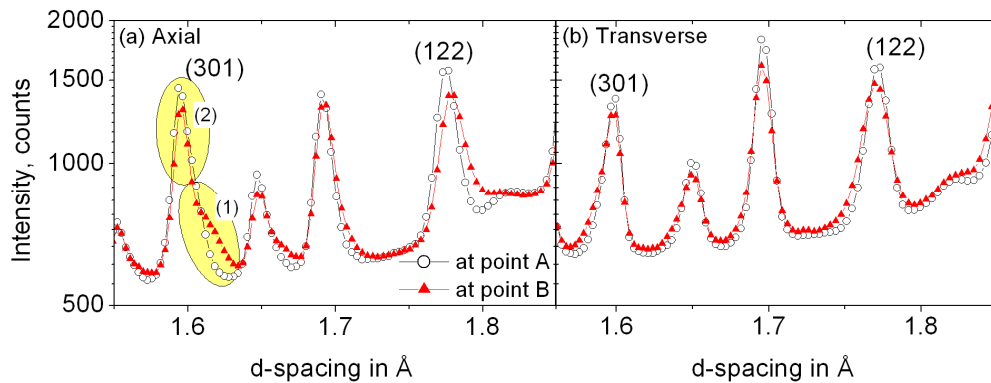 2000
1500
1000
500
Intensity, counts
(a) Axial
(301)
(2)
(1)
(122)
at point A
at point B
1.6
1.7
1.8
d-spacing in Å
(b) Transverse
(301)
(122)
1.6
1.7
1.8
d-spacing in Å